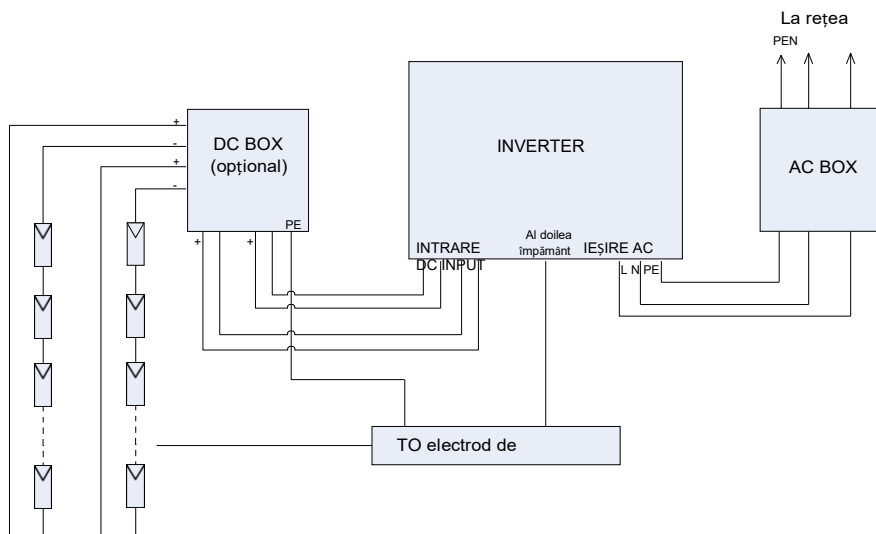 La rețea
PEN
+
-
+
-
DC BOX
(opțional)
PE
+
+
INVERTER
INTRARE
DC INPUT
Al doilea
împământ
IEȘIRE AC
L N PE
AC BOX
TO electrod de